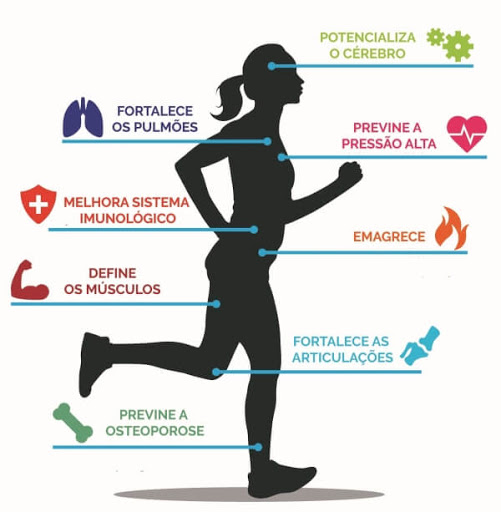 POTENCIALIZA
O CÉREBRO
FORTALECE
OS PULMÕES
PREVINE A
PRESSÃO ALTA
MELHORA SISTEMA
IMUNOLÓGICO
EMAGRECE
DEFINE
OS MÚSCULOS
FORTALECE AS
ARTICULAÇÕES
PREVINE A
OSTEOPOROSE